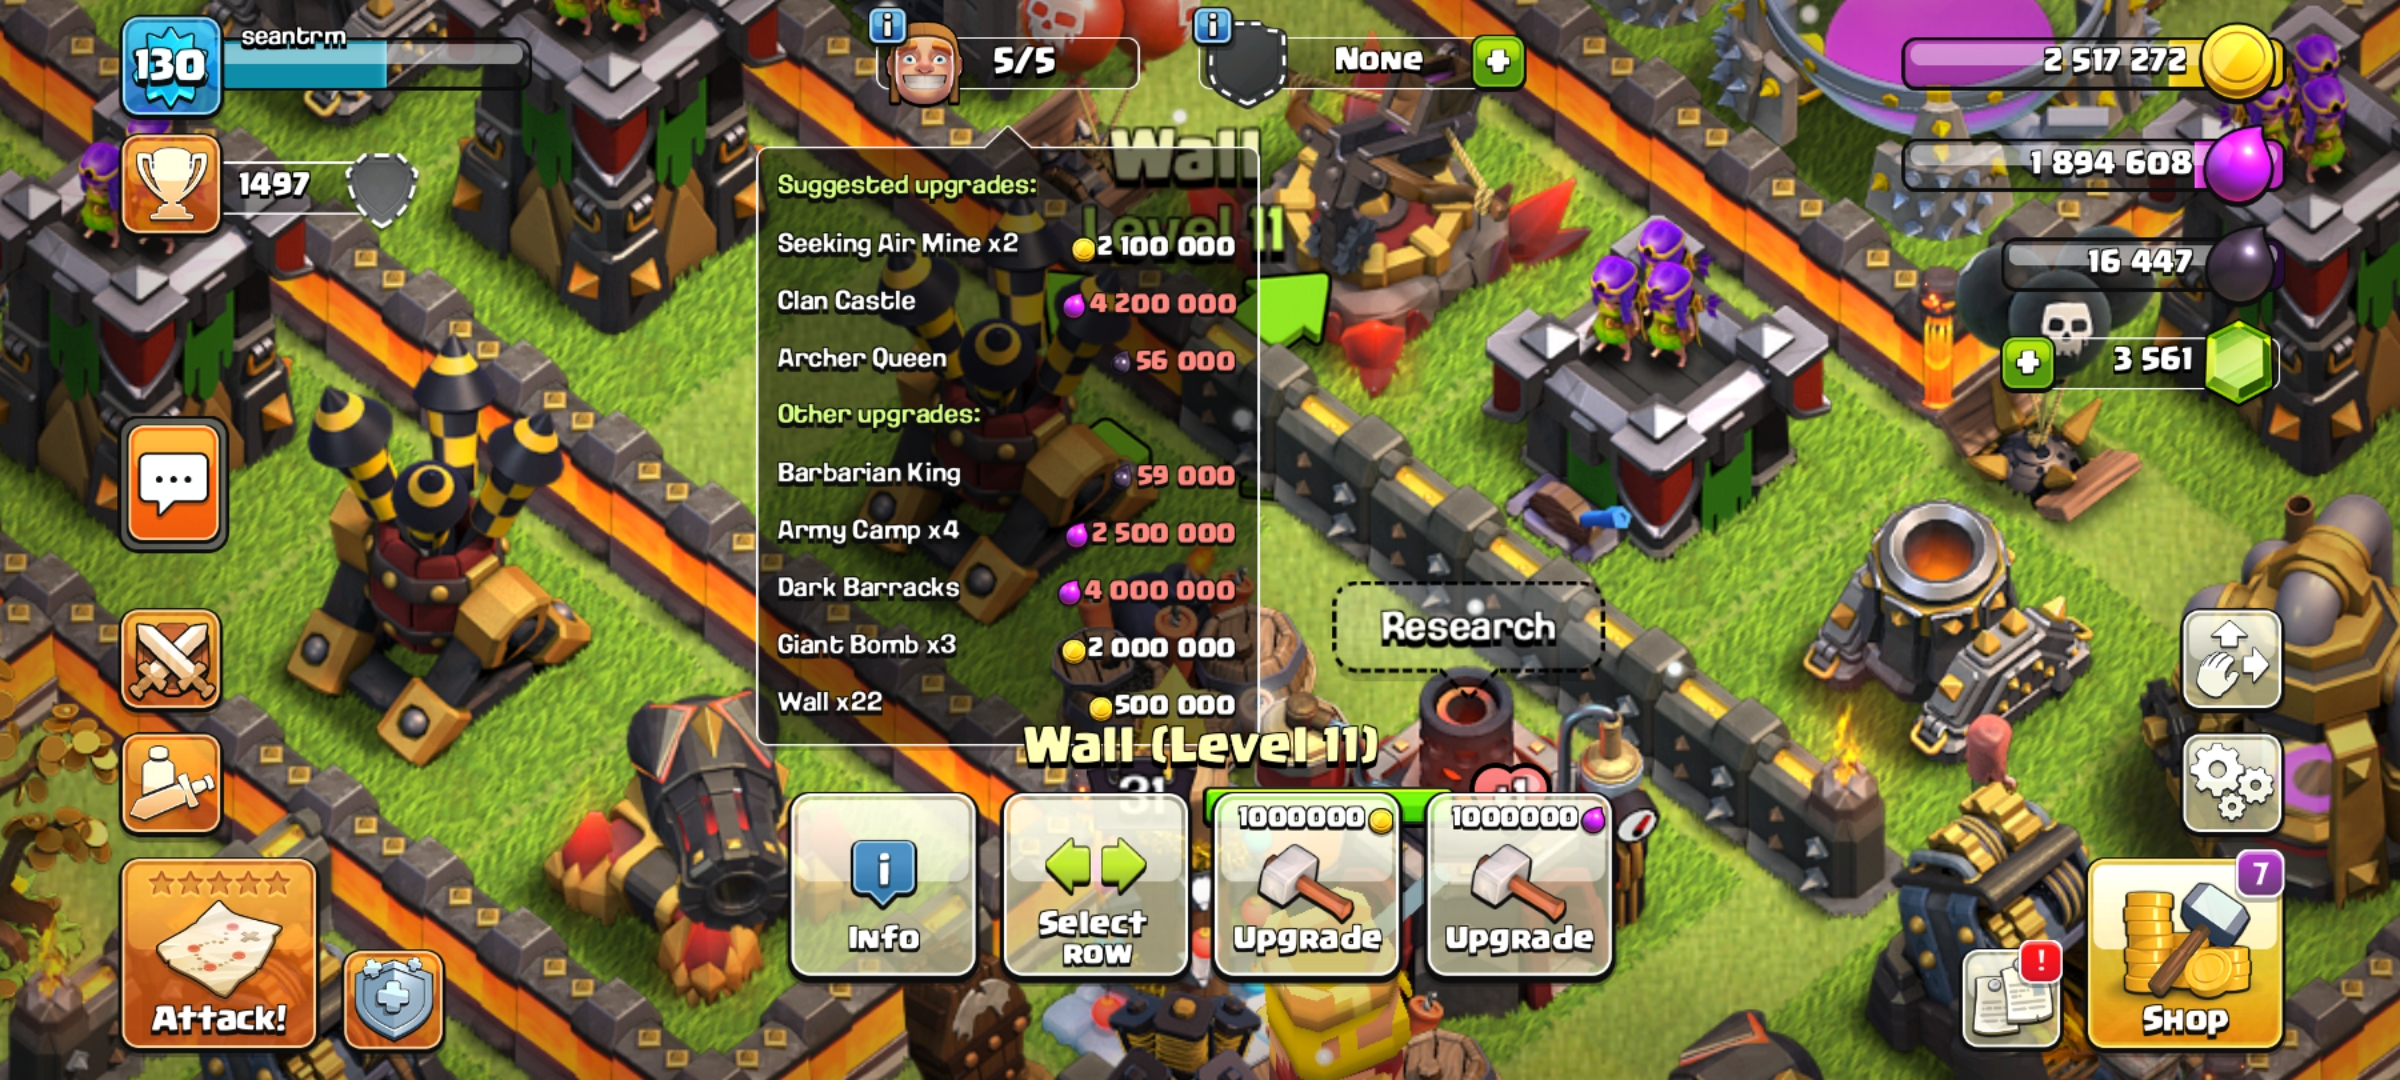 130
seantrm
5/5
None
2 517 272
1497
1 894 608
16 447
3 561
Wall
Level 11
Suggested upgrades:
Seeking Air Mine x2 2 100 000
Clan Castle 4 200 000
Archer Queen 56 000
Other upgrades:
Barbarian King 59 000
Army Camp x4 2 500 000
Dark Barracks 4 000 000
Giant Bomb x3 2 000 000
Wall x22 500 000
Research
Wall (Level 11)
31
+1
Info
Select
Row
1000000
Upgrade
1000000
Upgrade
Attack!
7
!
Shop